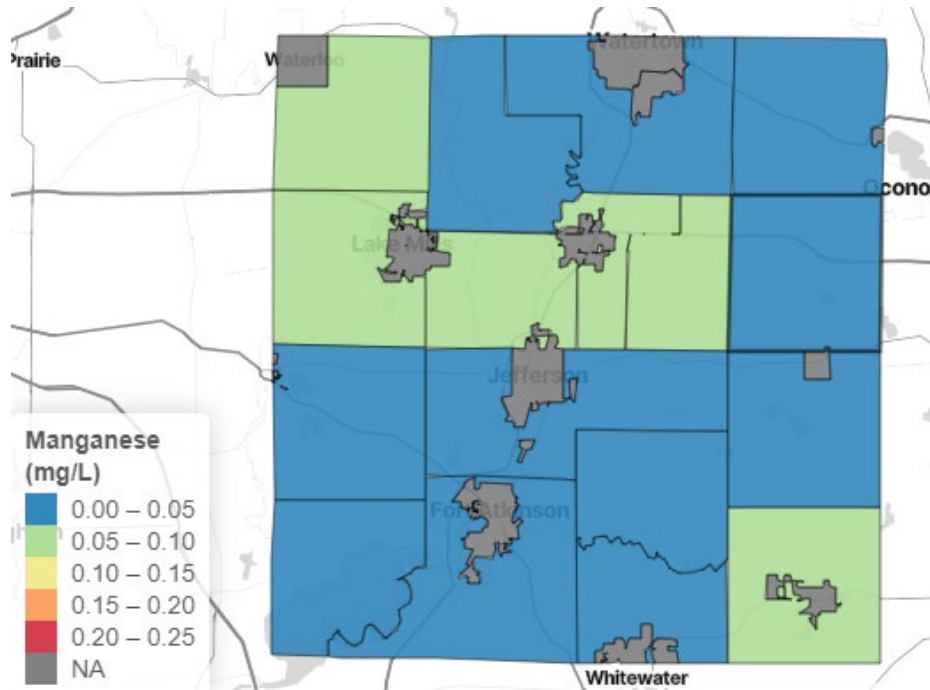 Watertown
Prairie
Waterloo
Ocono
Lake Mills
Jefferson
Fort Atkinson
Whitewater
Manganese
(mg/L)
0.00 – 0.05
0.05 – 0.10
0.10 – 0.15
0.15 – 0.20
0.20 – 0.25
NA